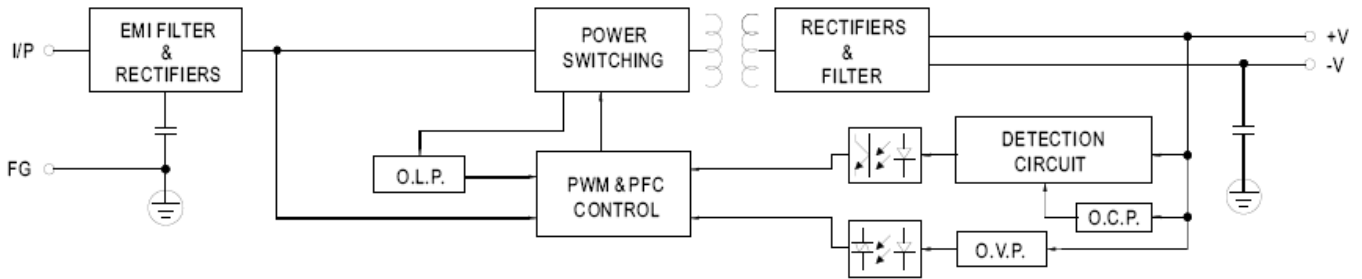 I/P
EMI FILTER
&
RECTIFIERS
POWER
SWITCHING
RECTIFIERS
&
FILTER
+V
-V
FG
O.L.P.
PWM & PFC
CONTROL
DETECTION
CIRCUIT
O.C.P.
O.V.P.